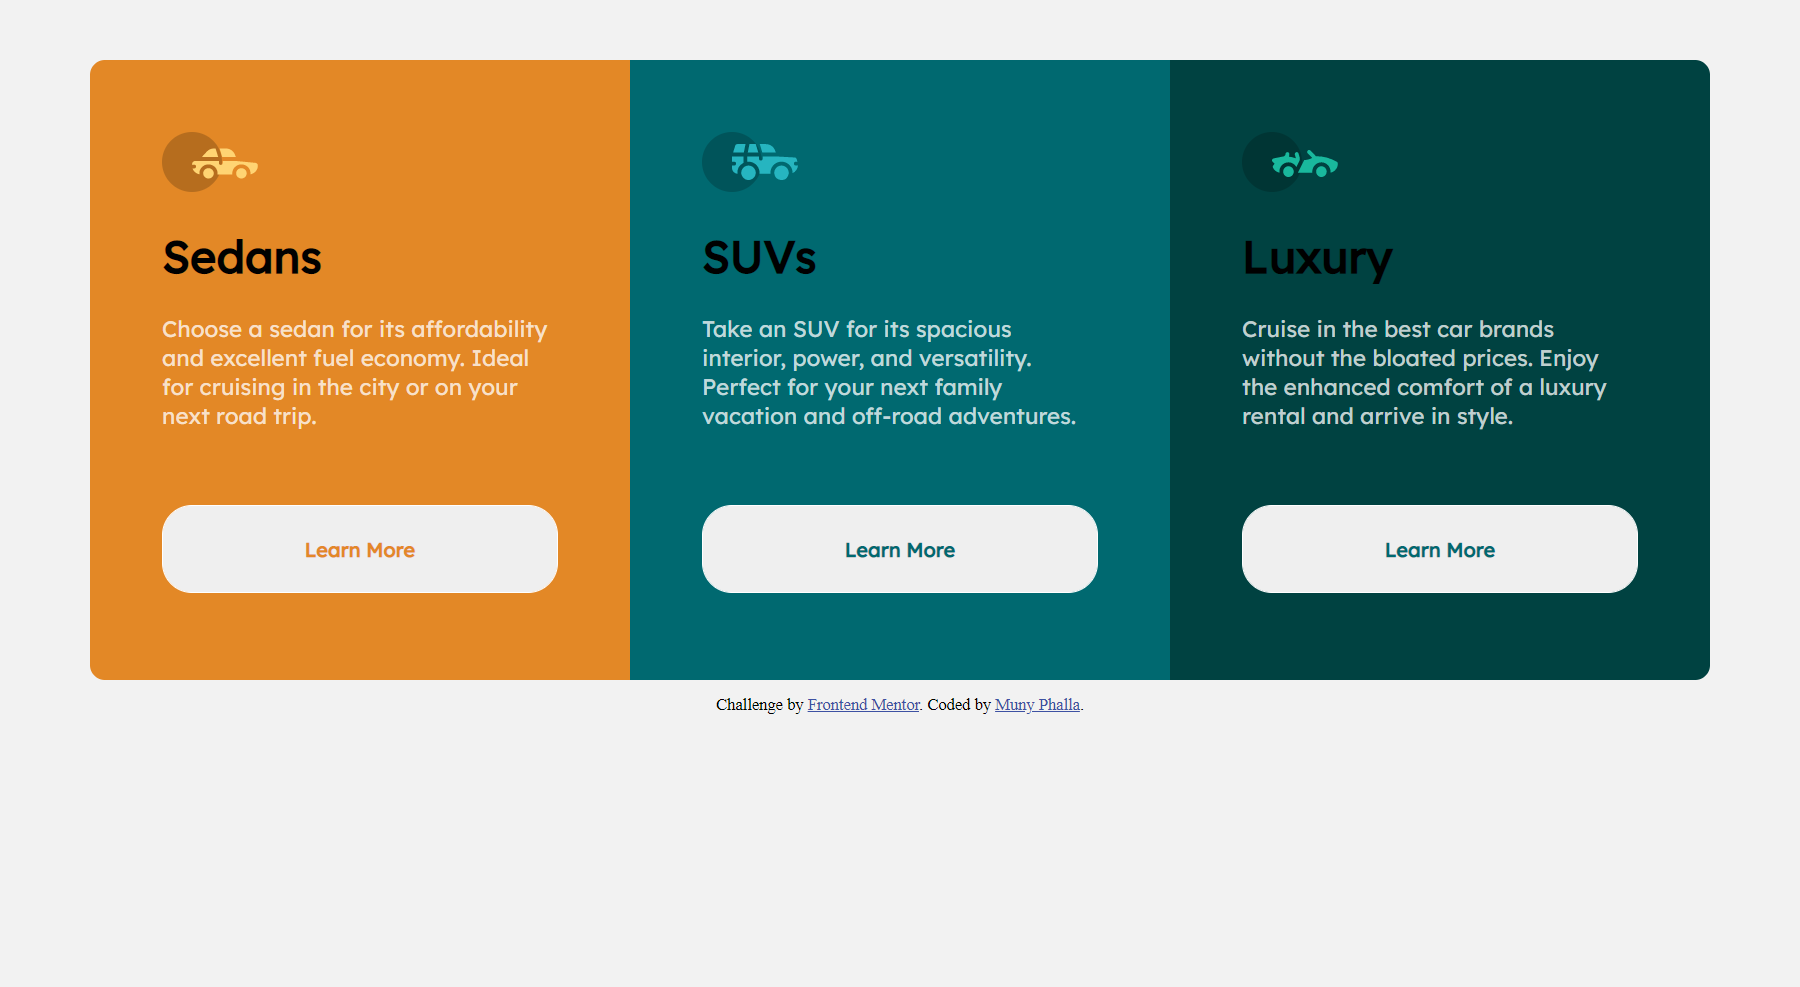 Sedans
Choose a sedan for its affordability
and excellent fuel economy. Ideal
for cruising in the city or on your
next road trip.
Learn More
SUVs
Take an SUV for its spacious
interior, power, and versatility.
Perfect for your next family
vacation and off-road adventures.
Learn More
Luxury
Cruise in the best car brands
without the bloated prices. Enjoy
the enhanced comfort of a luxury
rental and arrive in style.
Learn More
Challenge by Frontend Mentor. Coded by Muny Phalla.